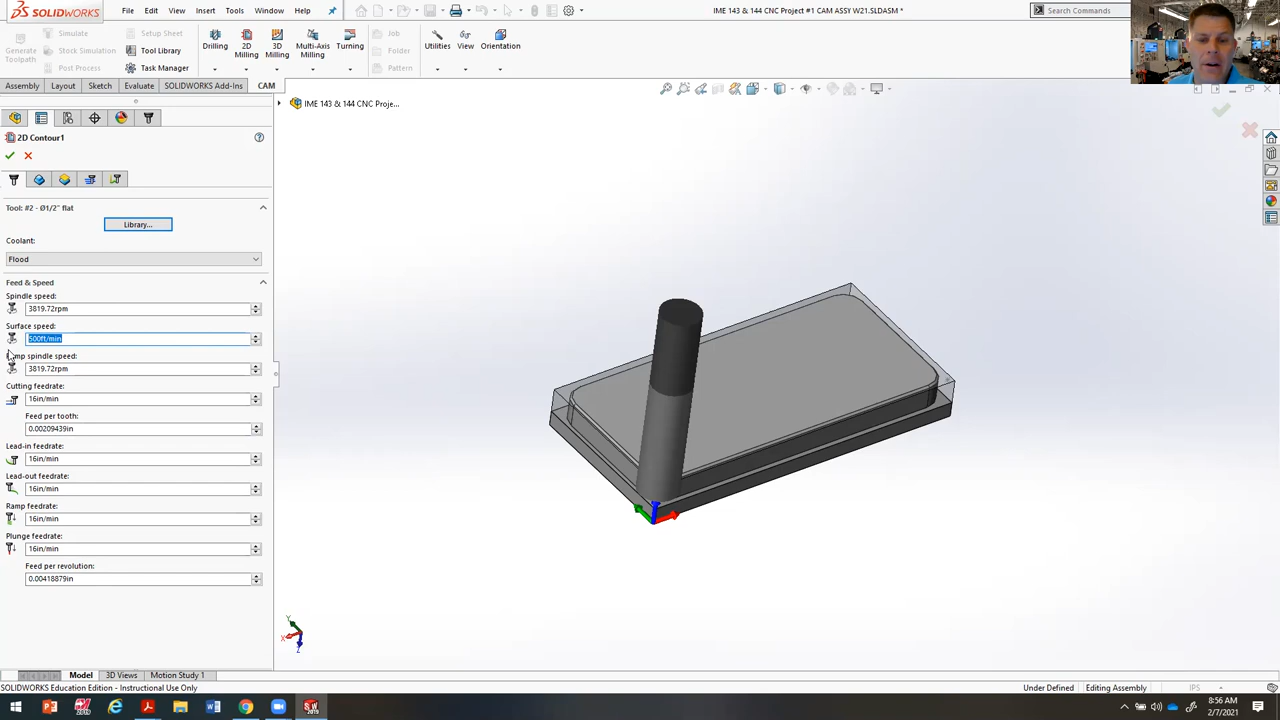 SOLIDWORKS File Edit View Insert Tools Window Help IME 143 & 144 CNC Project #1 CAM ASSY W21.SLDASM * Search Commands
Generate Toolpath Simulate Stock Simulation Post Process Setup Sheet Tool Library Task Manager Drilling 2D Milling 3D Milling Multi-Axis Milling Turning Job Folder Pattern Utilities View Orientation
Assembly Layout Sketch Evaluate SOLIDWORKS Add-Ins CAM
IME 143 & 144 CNC Proje...
2D Contour1
Tool: #2 - Ø1/2" flat
Library...
Coolant:
Flood
Feed & Speed
Spindle speed:
3819.72rpm
Surface speed:
500ft/min
mp spindle speed:
3819.72rpm
Cutting feedrate:
16in/min
Feed per tooth:
0.00209439in
Lead-in feedrate:
16in/min
Lead-out feedrate:
16in/min
Ramp feedrate:
16in/min
Plunge feedrate:
16in/min
Feed per revolution:
0.00418879in
Y
X
Z
Model 3D Views Motion Study 1
SOLIDWORKS Education Edition - Instructional Use Only Under Defined Editing Assembly IPS
8:56 AM
2/7/2021